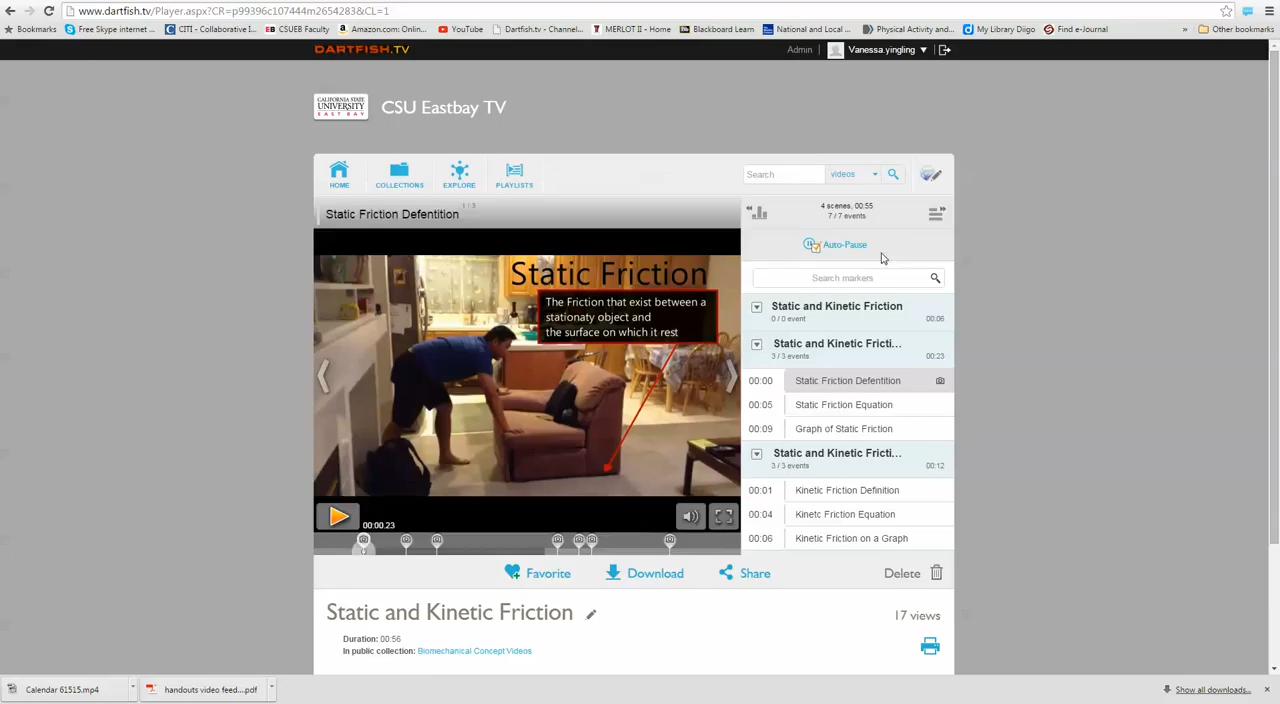 www.dartfish.tv/Player.aspx?CR=p99396c107444m2654283&CL=1
Bookmarks Free Skype internet ... CITI - Collaborative I... CSUEB Faculty Amazon.com: Onlin... YouTube Dartfish.tv - Channel... MERLOT II - Home Blackboard Learn National and Local ... Physical Activity and... My Library Diigo Find e-Journal » Other bookmarks
DARTFISH.TV Admin Vanessa.yingling
CALIFORNIA STATE
UNIVERSITY
EAST BAY
CSU Eastbay TV
HOME COLLECTIONS EXPLORE PLAYLISTS Search videos
Static Friction Defentition 1 / 3
4 scenes, 00:55
7 / 7 events
Auto-Pause
Search markers
Static Friction
The Friction that exist between a
stationaty object and
the surface on which it rest
00:00.23
Static and Kinetic Friction
0 / 0 event 00:06
Static and Kinetic Fricti...
3 / 3 events 00:23
00:00 Static Friction Defentition
00:05 Static Friction Equation
00:09 Graph of Static Friction
Static and Kinetic Fricti...
3 / 3 events 00:12
00:01 Kinetic Friction Definition
00:04 Kinetc Friction Equation
00:06 Kinetic Friction on a Graph
Favorite Download Share Delete
Static and Kinetic Friction 17 views
Duration: 00:56
In public collection: Biomechanical Concept Videos
Calendar 61515.mp4 handouts video feed....pdf Show all downloads...